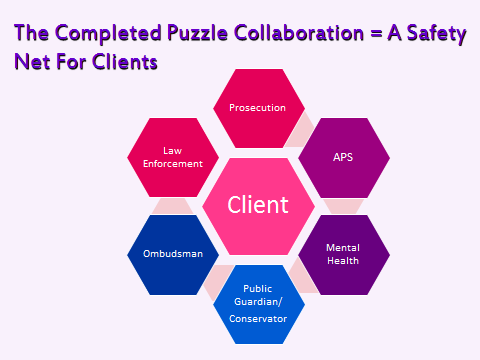 The Completed Puzzle Collaboration = A Safety
Net For Clients
Prosecution
Law
Enforcement
APS
Client
Ombudsman
Mental
Health
Public
Guardian/
Conservator